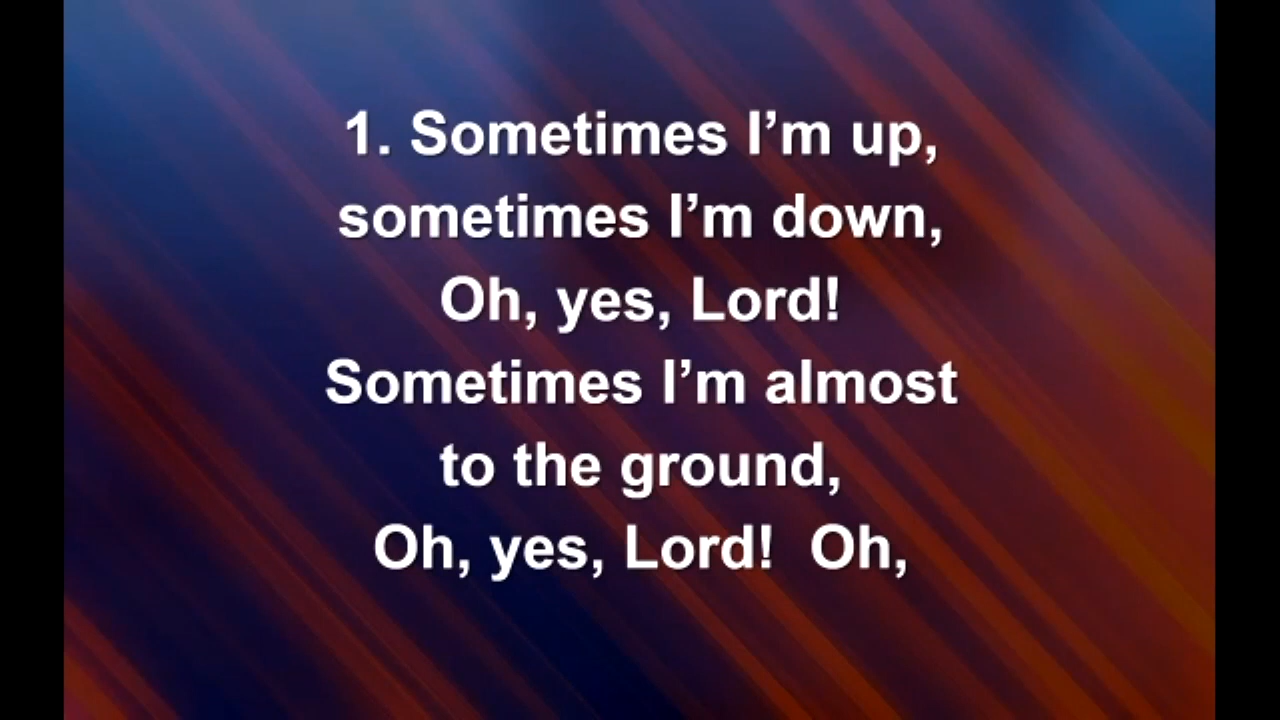 1. Sometimes I’m up,
sometimes I’m down,
Oh, yes, Lord!
Sometimes I’m almost
to the ground,
Oh, yes, Lord!  Oh,